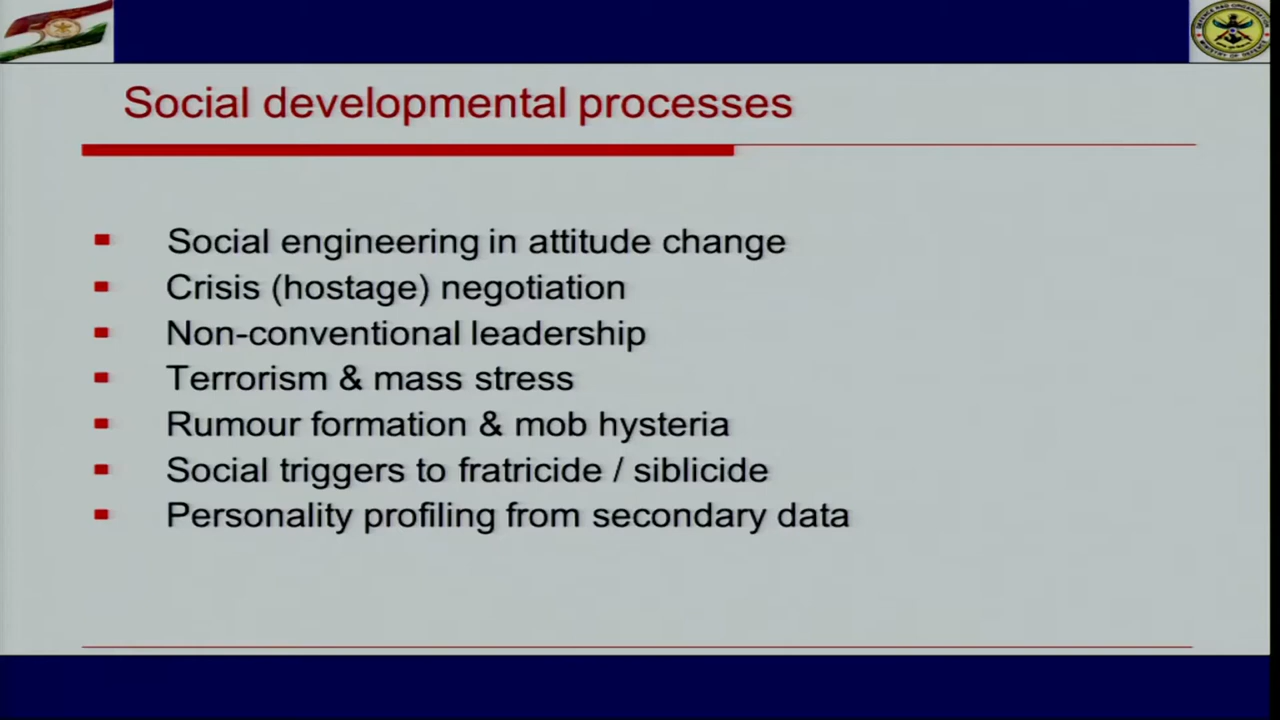 Social developmental processes
Social engineering in attitude change
Crisis (hostage) negotiation
Non-conventional leadership
Terrorism & mass stress
Rumour formation & mob hysteria
Social triggers to fratricide / siblicide
Personality profiling from secondary data